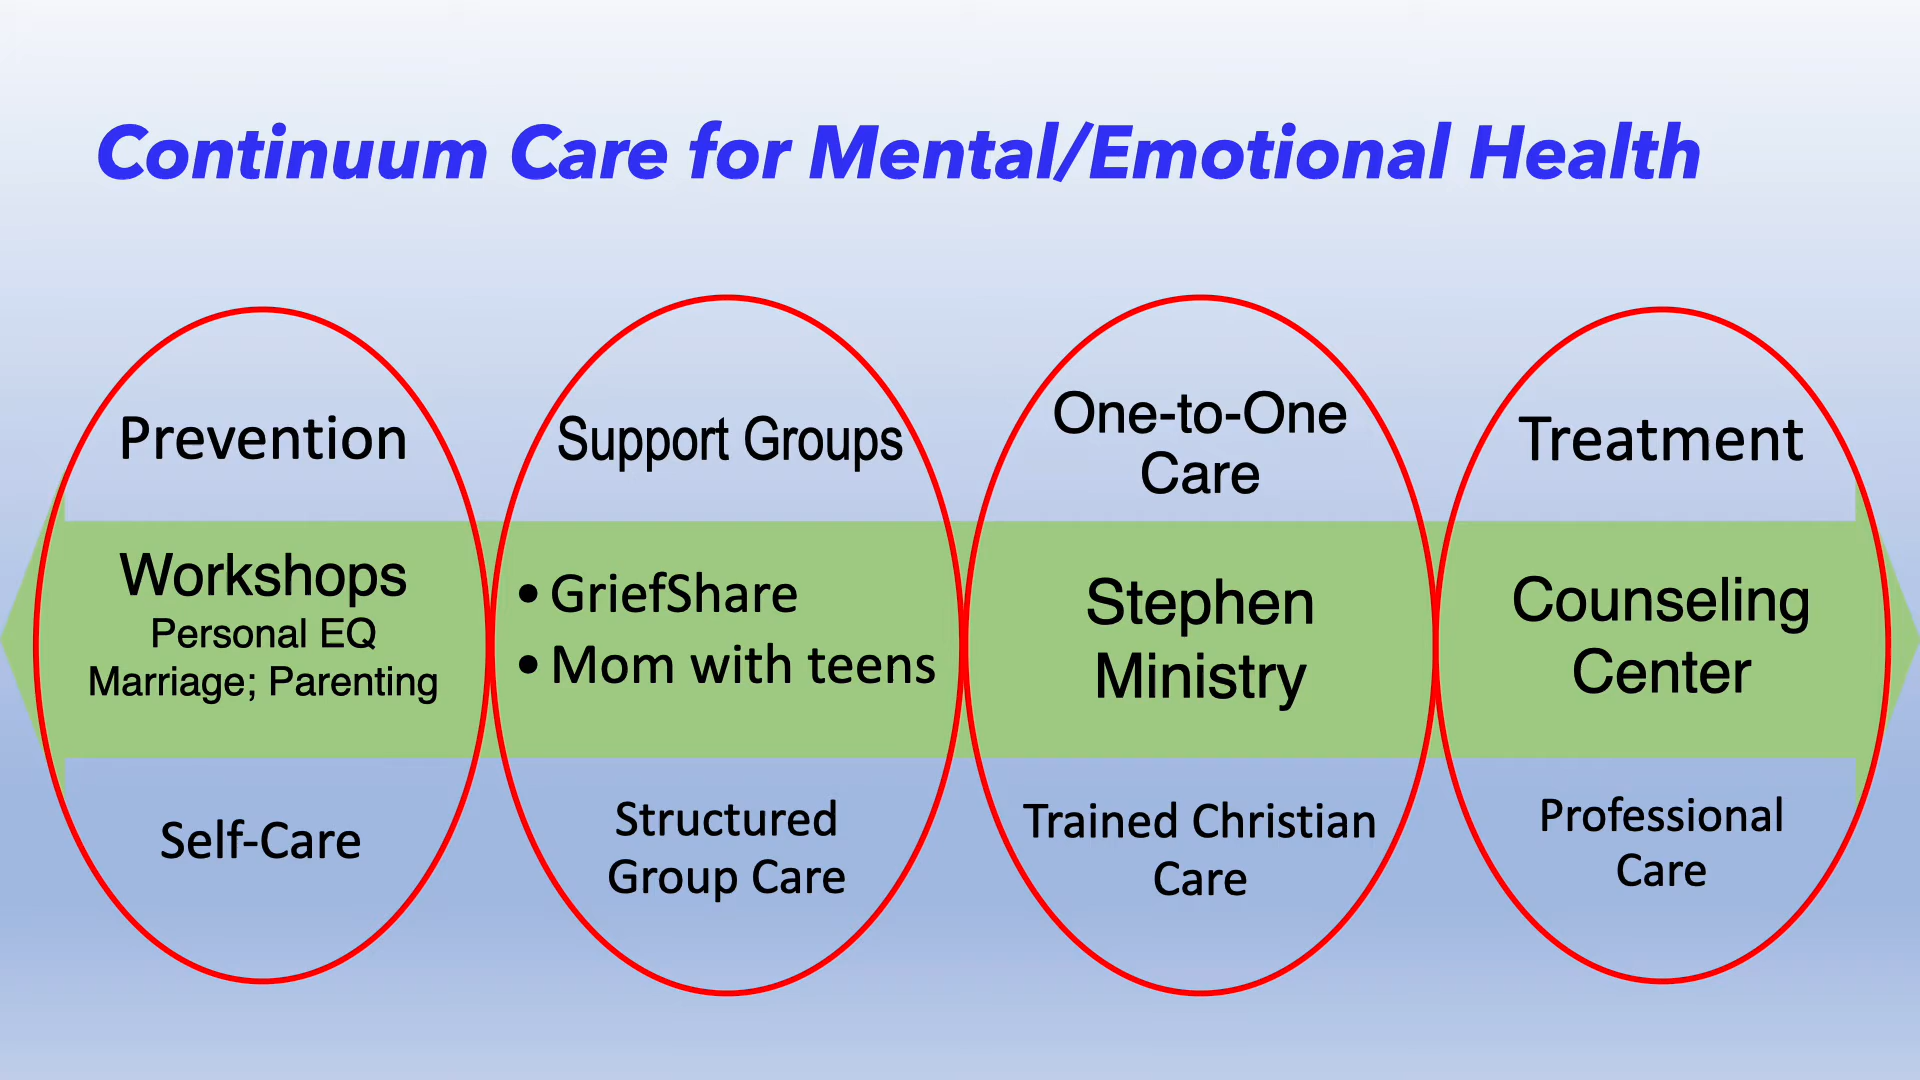 Continuum Care for Mental/Emotional Health
Prevention
Workshops
Personal EQ
Marriage; Parenting
Self-Care
Support Groups
• GriefShare
• Mom with teens
Structured
Group Care
One-to-One
Care
Stephen
Ministry
Trained Christian
Care
Treatment
Counseling
Center
Professional
Care